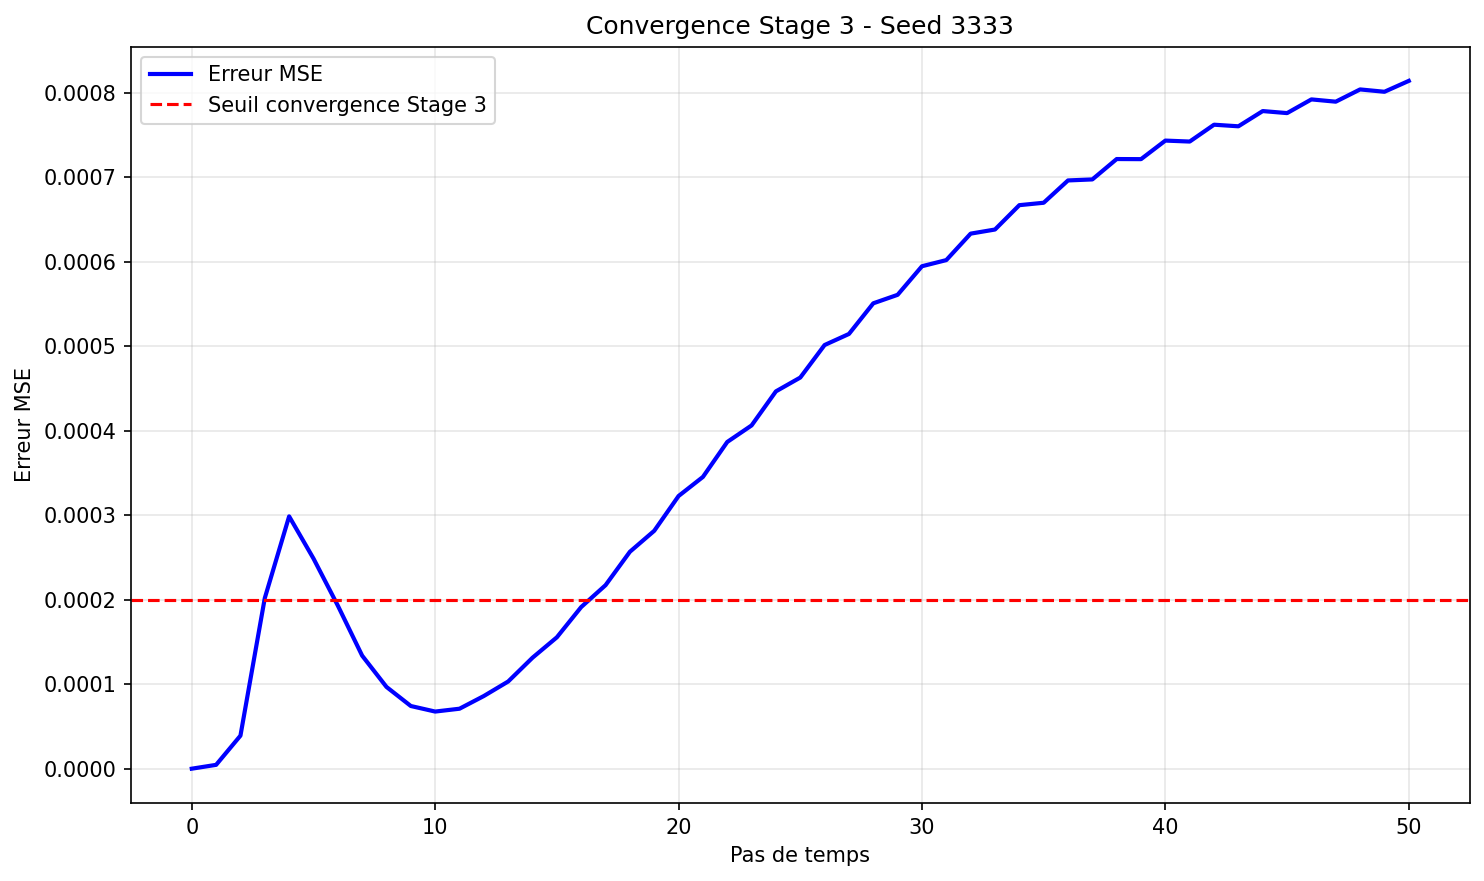 Convergence Stage 3 - Seed 3333
Erreur MSE
Seuil convergence Stage 3
0.0008
0.0007
0.0006
0.0005
0.0004
0.0003
0.0002
0.0001
0.0000
Erreur MSE
0 10 20 30 40 50
Pas de temps